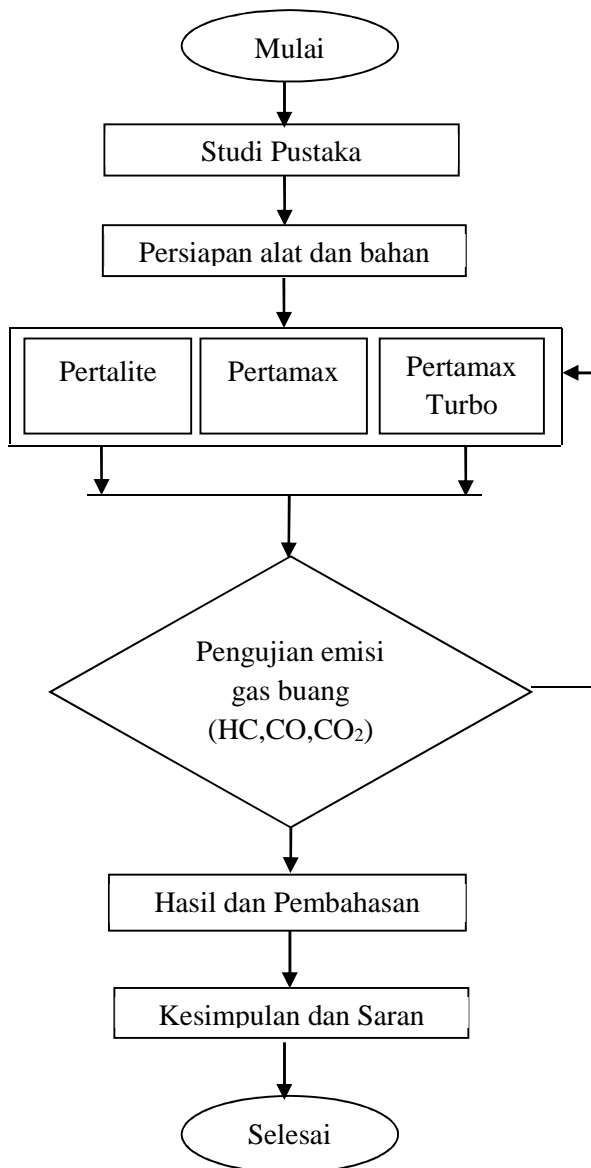 Mulai
Studi Pustaka
Persiapan alat dan bahan
Pertalite
Pertamax
Pertamax
Turbo
Pengujian emisi
gas buang
(HC,CO,CO₂)
Hasil dan Pembahasan
Kesimpulan dan Saran
Selesai